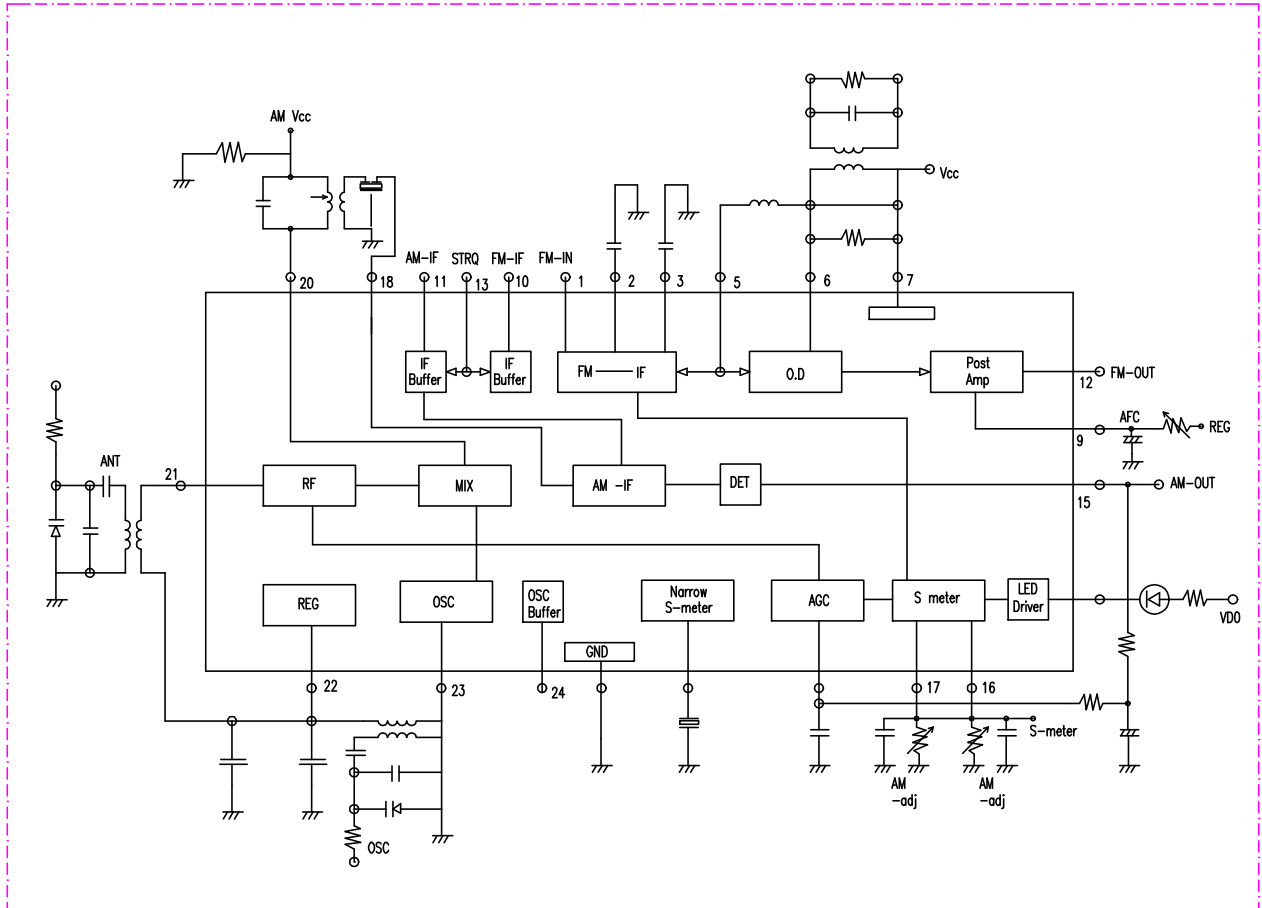 AM Vcc
Vcc
AM-IF
STRQ
FM-IF
FM-IN
20
18
11
13
10
1
2
3
5
6
7
IF
Buffer
IF
Buffer
FM
IF
O.D
Post
Amp
12
FM-OUT
9
AFC
REG
ANT
21
RF
MIX
AM -IF
DET
15
AM-OUT
REG
OSC
OSC
Buffer
Narrow
S-meter
AGC
S meter
LED
Driver
VDO
GND
22
23
24
17
16
S-meter
AM
-adj
AM
-adj
OSC